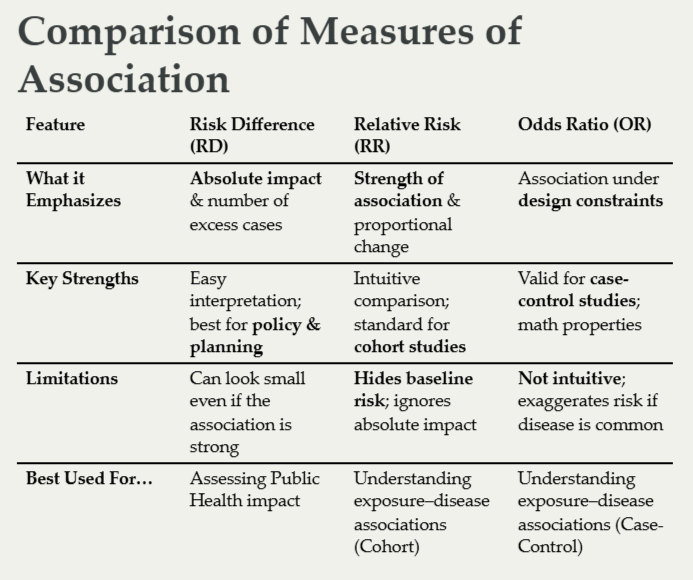 Comparison of Measures of
Association
Feature
Risk Difference
(RD)
Relative Risk
(RR)
Odds Ratio (OR)
What it
Emphasizes
Absolute impact
& number of
excess cases
Strength of
association &
proportional
change
Association under
design constraints
Key Strengths
Easy
interpretation;
best for policy &
planning
Intuitive
comparison;
standard for
cohort studies
Valid for case-
control studies;
math properties
Limitations
Can look small
even if the
association is
strong
Hides baseline
risk; ignores
absolute impact
Not intuitive;
exaggerates risk if
disease is common
Best Used For…
Assessing Public
Health impact
Understanding
exposure–disease
associations
(Cohort)
Understanding
exposure–disease
associations (Case-
Control)